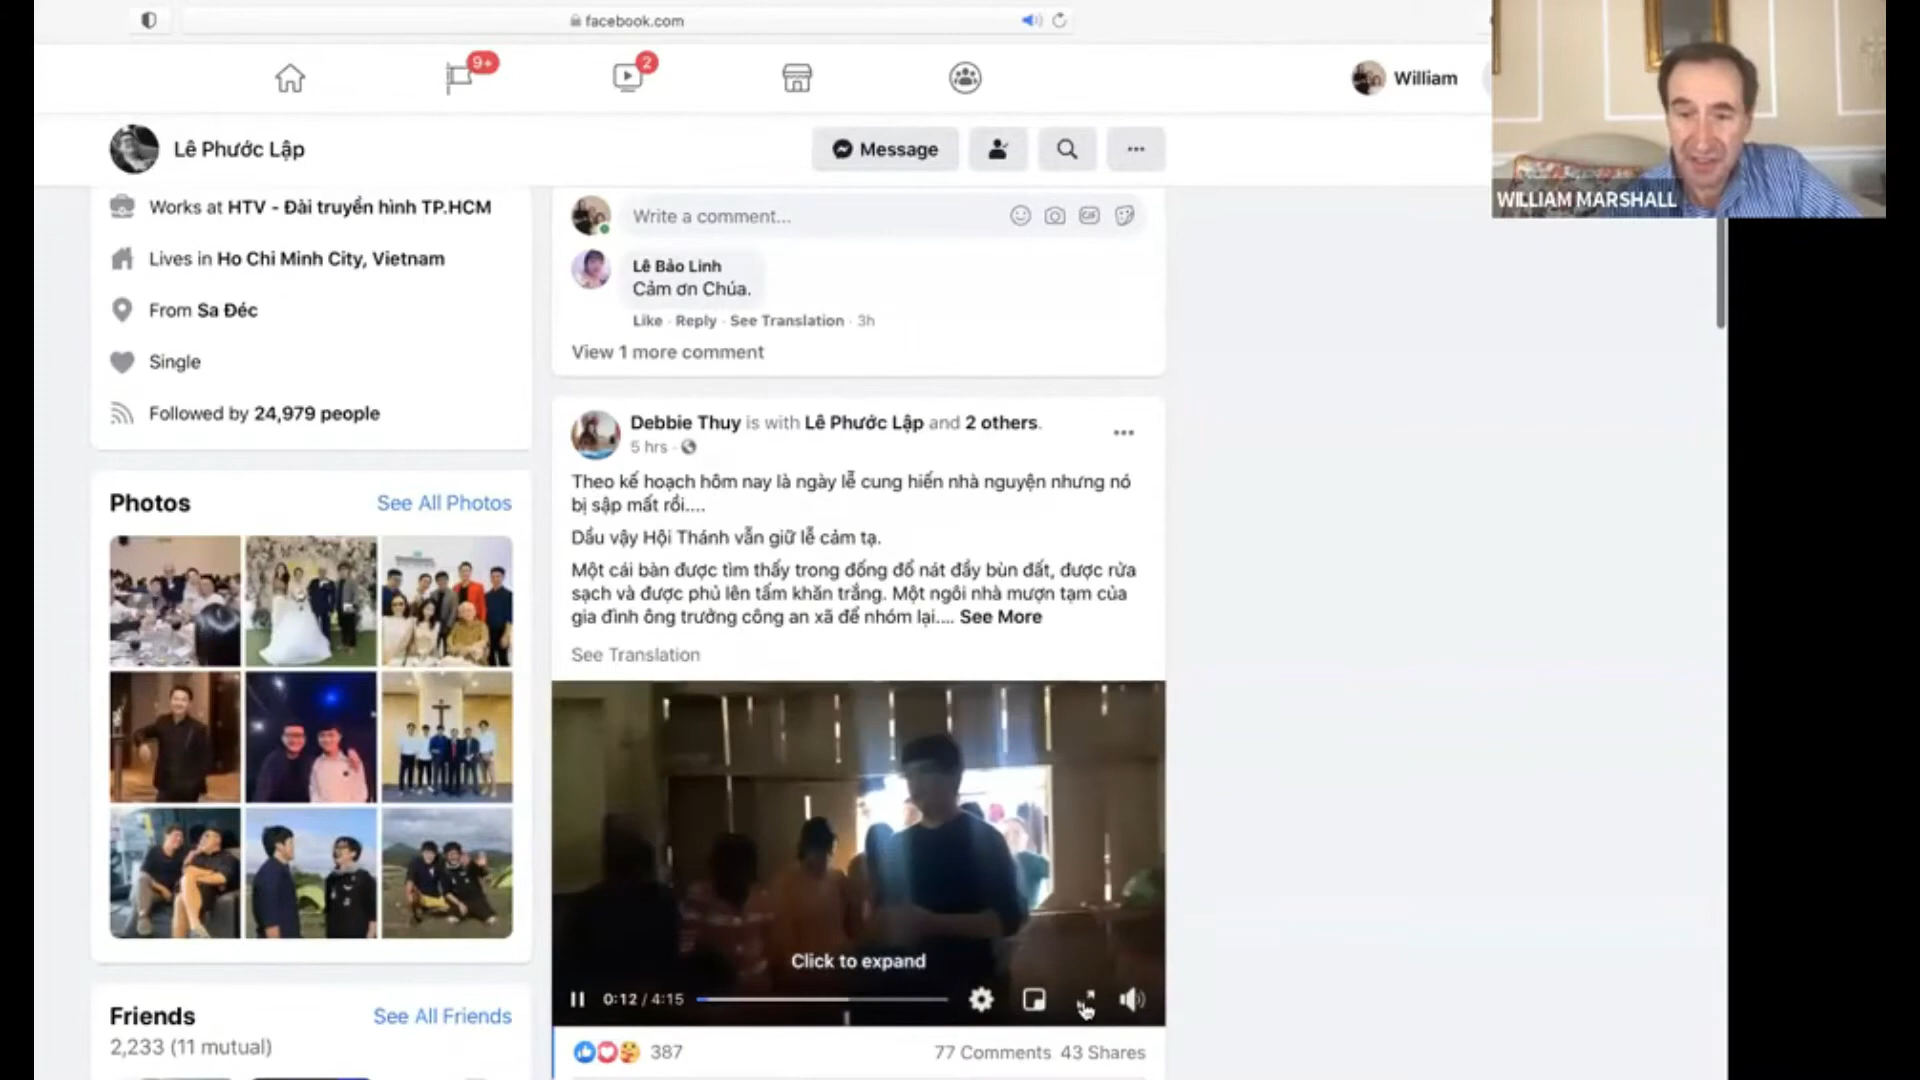 facebook.com
9+
2
William
Lê Phước Lập
Message
WILLIAM MARSHALL
Works at HTV - Đài truyền hình TP.HCM
Lives in Ho Chi Minh City, Vietnam
From Sa Đéc
Single
Followed by 24,979 people
Photos
See All Photos
Friends
See All Friends
2,233 (11 mutual)
Write a comment...
GIF
Lê Bảo Linh
Cảm ơn Chúa.
Like · Reply · See Translation · 3h
View 1 more comment
Debbie Thuy is with Lê Phước Lập and 2 others.
5 hrs ·
Theo kế hoạch hôm nay là ngày lễ cung hiến nhà nguyện nhưng nó
bị sập mất rồi....
Dầu vậy Hội Thánh vẫn giữ lễ cảm tạ.
Một cái bàn được tìm thấy trong đống đổ nát đầy bùn đất, được rửa
sạch và được phủ lên tấm khăn trắng. Một ngôi nhà mượn tạm của
gia đình ông trưởng công an xã để nhóm lại.... See More
See Translation
Click to expand
0:12 / 4:15
387
77 Comments 43 Shares